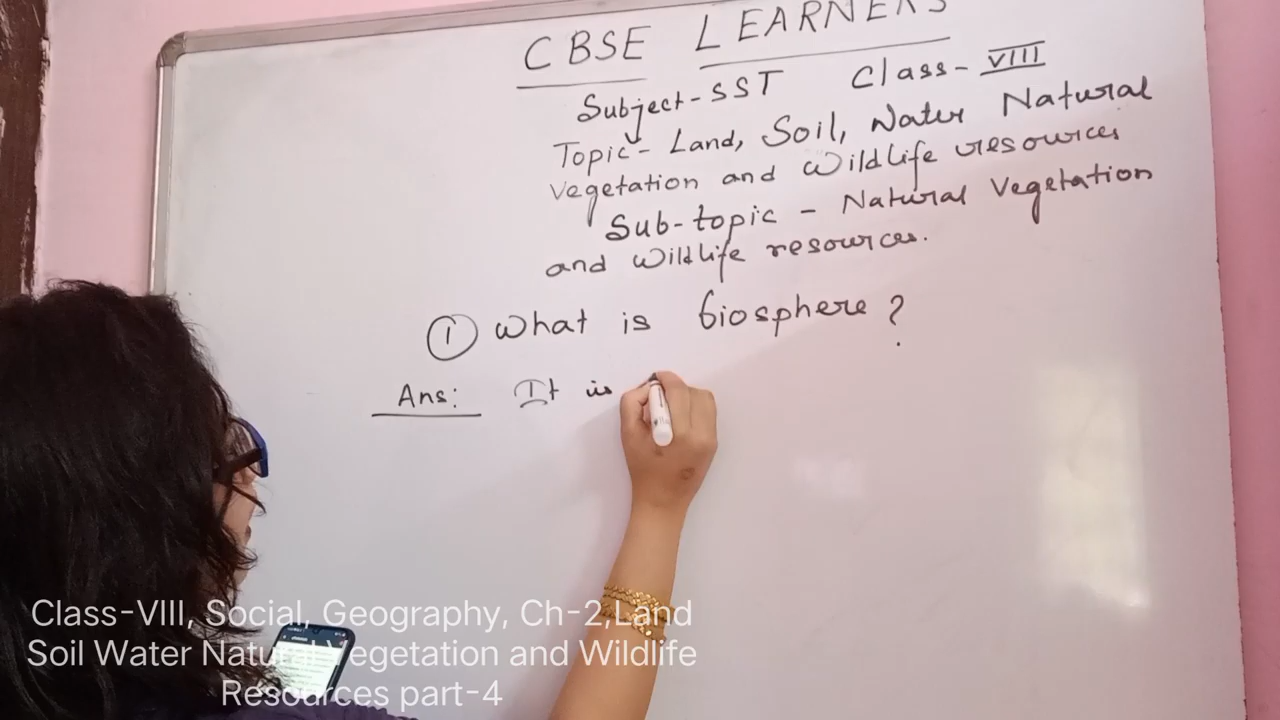 CBSE LEARNERS
Subject-SST Class-VIII
Topic- Land, Soil, Water Natural
vegetation and wildlife resources
Sub-topic - Natural Vegetation
and wildlife resources.
① What is biosphere?
Ans: It is
Class-VIII, Social, Geography, Ch-2,Land
Soil Water Natural Vegetation and Wildlife
Resources part-4